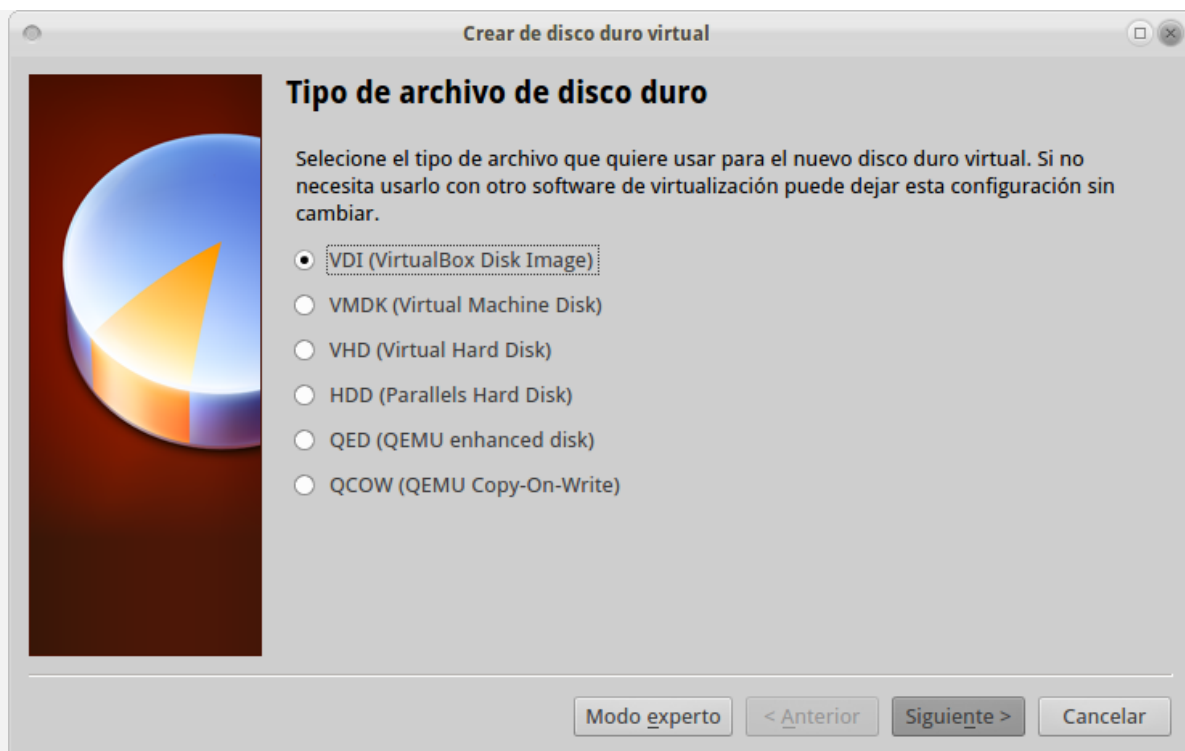 Crear de disco duro virtual
Tipo de archivo de disco duro
Selecione el tipo de archivo que quiere usar para el nuevo disco duro virtual. Si no
necesita usarlo con otro software de virtualización puede dejar esta configuración sin
cambiar.
VDI (VirtualBox Disk Image)
VMDK (Virtual Machine Disk)
VHD (Virtual Hard Disk)
HDD (Parallels Hard Disk)
QED (QEMU enhanced disk)
QCOW (QEMU Copy-On-Write)
Modo experto < Anterior Siguiente > Cancelar